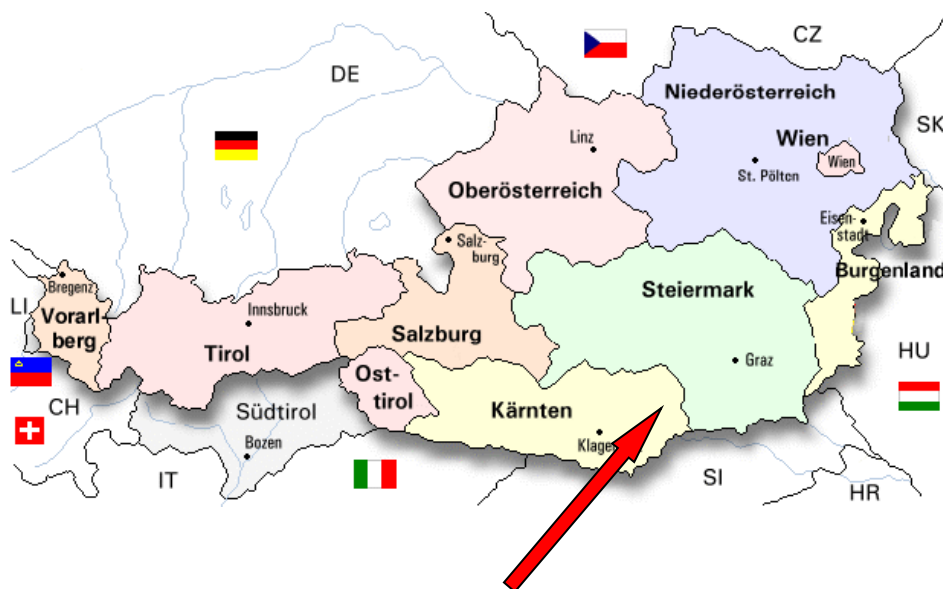 CZ
DE
Niederösterreich
SK
Linz
Wien
Wien
St. Pölten
Oberösterreich
Eisen-
stadt
Salz-
burg
Burgenland
Bregenz
Steiermark
LI
Innsbruck
Vorarl-
berg
Salzburg
Tirol
HU
Graz
Ost-
tirol
CH
Südtirol
Kärnten
Bozen
Klagen
IT
SI
HR